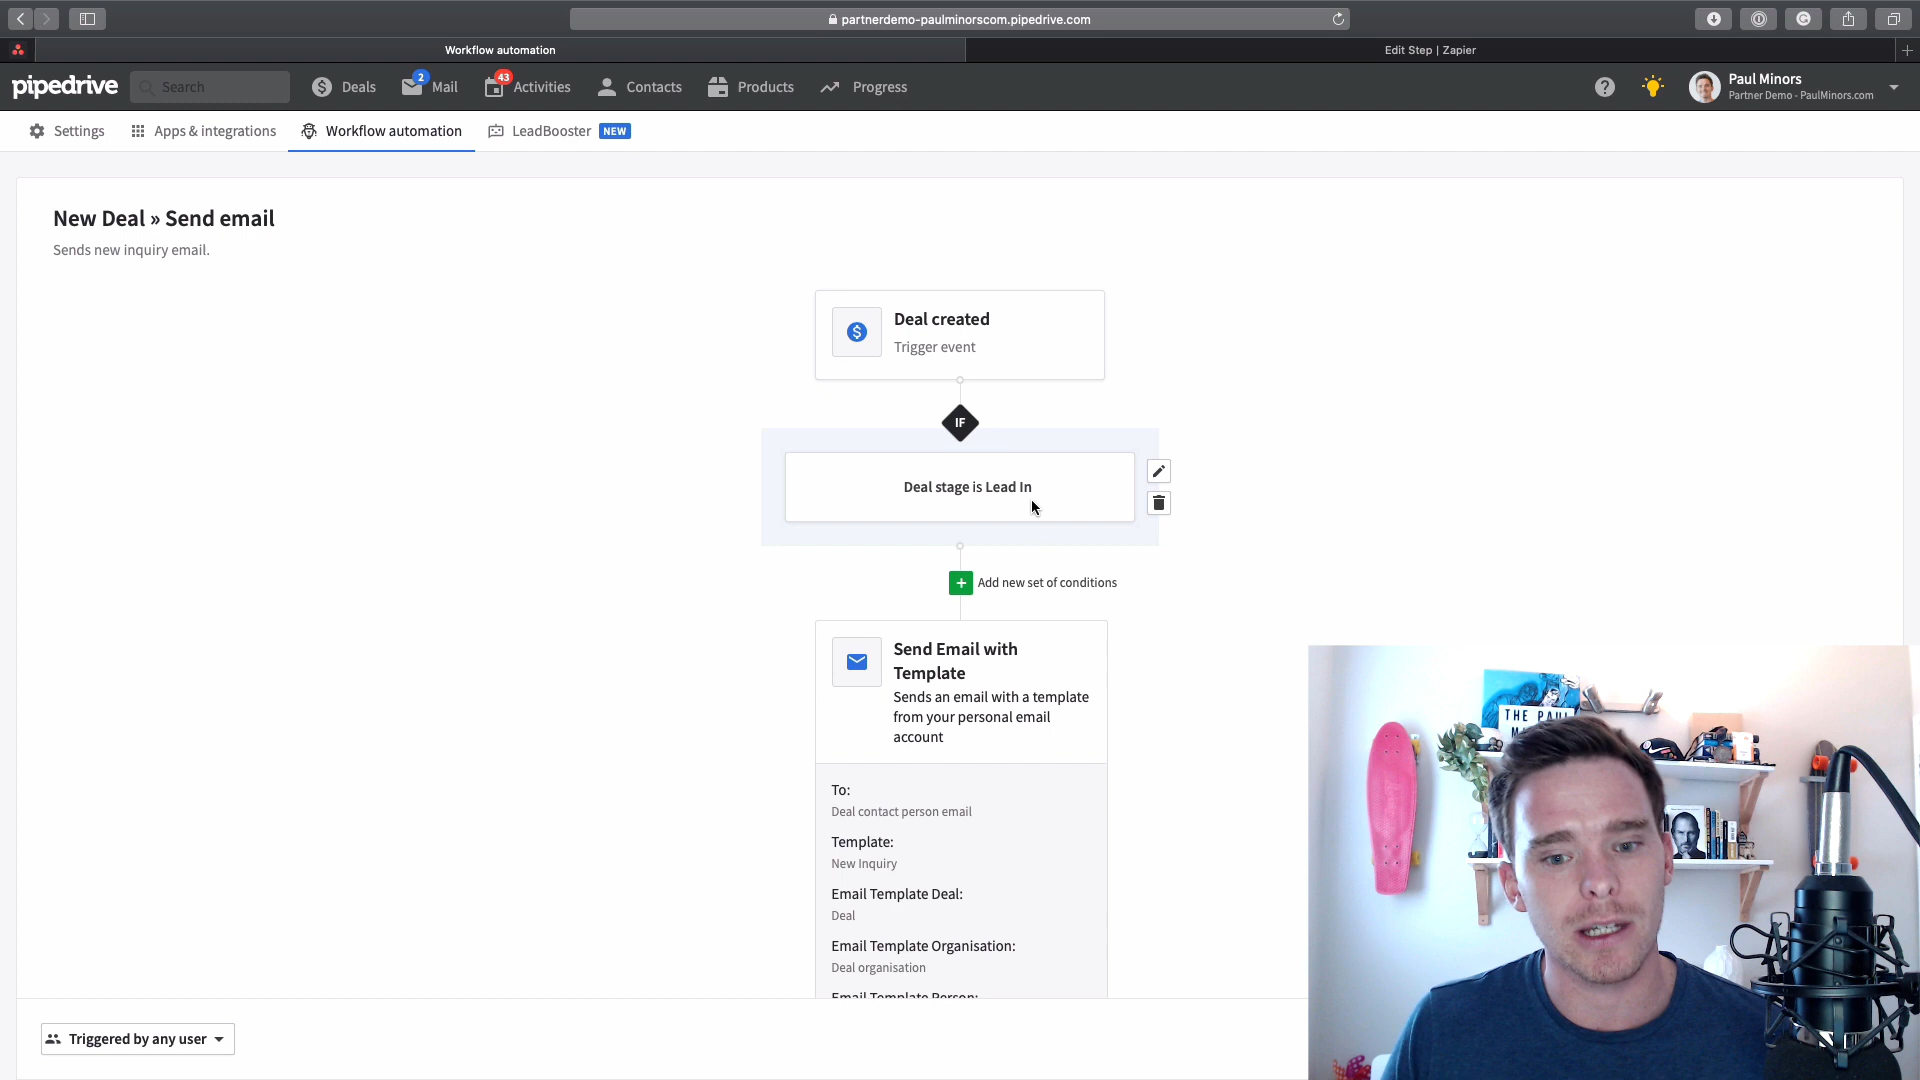 partnerdemo-paulminorscom.pipedrive.com
Workflow automation
Edit Step | Zapier
pipedrive
Search
Deals
2
Mail
43
Activities
Contacts
Products
Progress
Paul Minors
Partner Demo - PaulMinors.com
Settings
Apps & integrations
Workflow automation
LeadBooster
NEW
New Deal » Send email
Sends new inquiry email.
Deal created
Trigger event
IF
Deal stage is Lead In
Add new set of conditions
Send Email with
Template
Sends an email with a template
from your personal email
account
To:
Deal contact person email
Template:
New Inquiry
Email Template Deal:
Deal
Email Template Organisation:
Deal organisation
Email Template Person:
THE PAUL
Triggered by any user